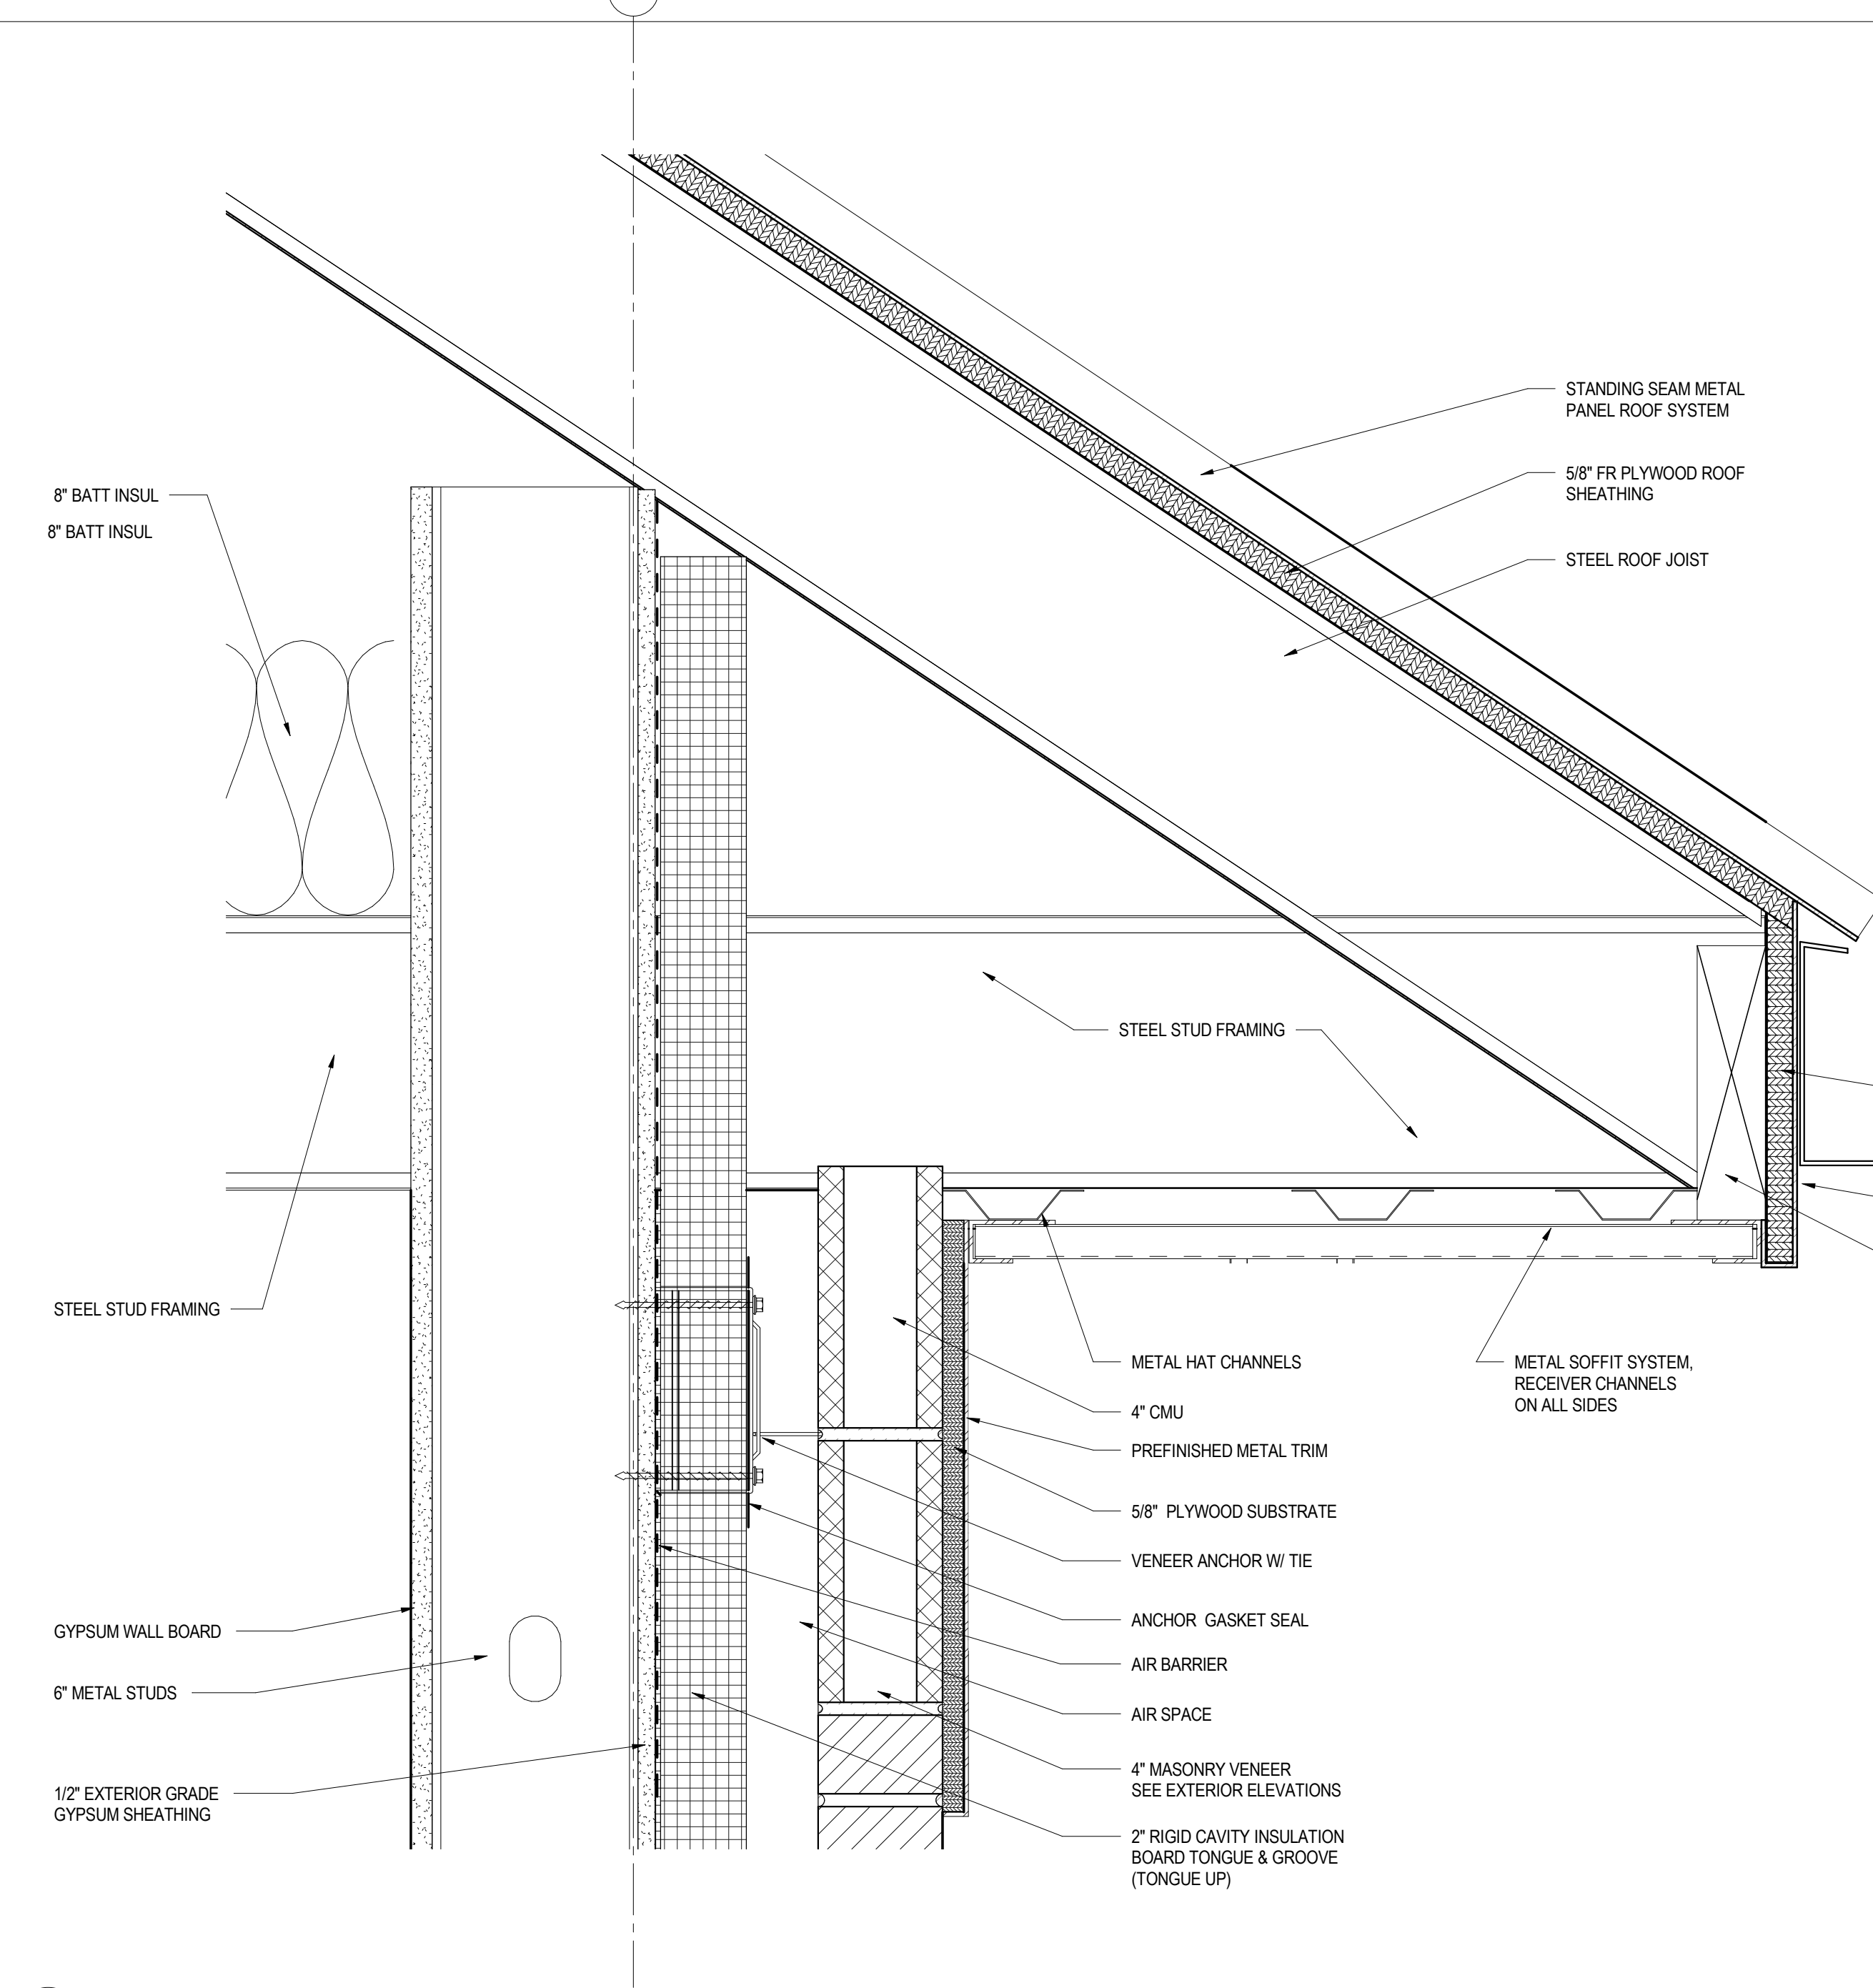 STANDING SEAM METAL
PANEL ROOF SYSTEM
5/8" FR PLYWOOD ROOF
SHEATHING
STEEL ROOF JOIST
8" BATT INSUL
8" BATT INSUL
STEEL STUD FRAMING
STEEL STUD FRAMING
GYPSUM WALL BOARD
6" METAL STUDS
1/2" EXTERIOR GRADE
GYPSUM SHEATHING
METAL HAT CHANNELS
4" CMU
PREFINISHED METAL TRIM
5/8"  PLYWOOD SUBSTRATE
VENEER ANCHOR W/ TIE
ANCHOR  GASKET SEAL
AIR BARRIER
AIR SPACE
4" MASONRY VENEER
SEE EXTERIOR ELEVATIONS
2" RIGID CAVITY INSULATION
BOARD TONGUE & GROOVE
(TONGUE UP)
METAL SOFFIT SYSTEM,
RECEIVER CHANNELS
ON ALL SIDES